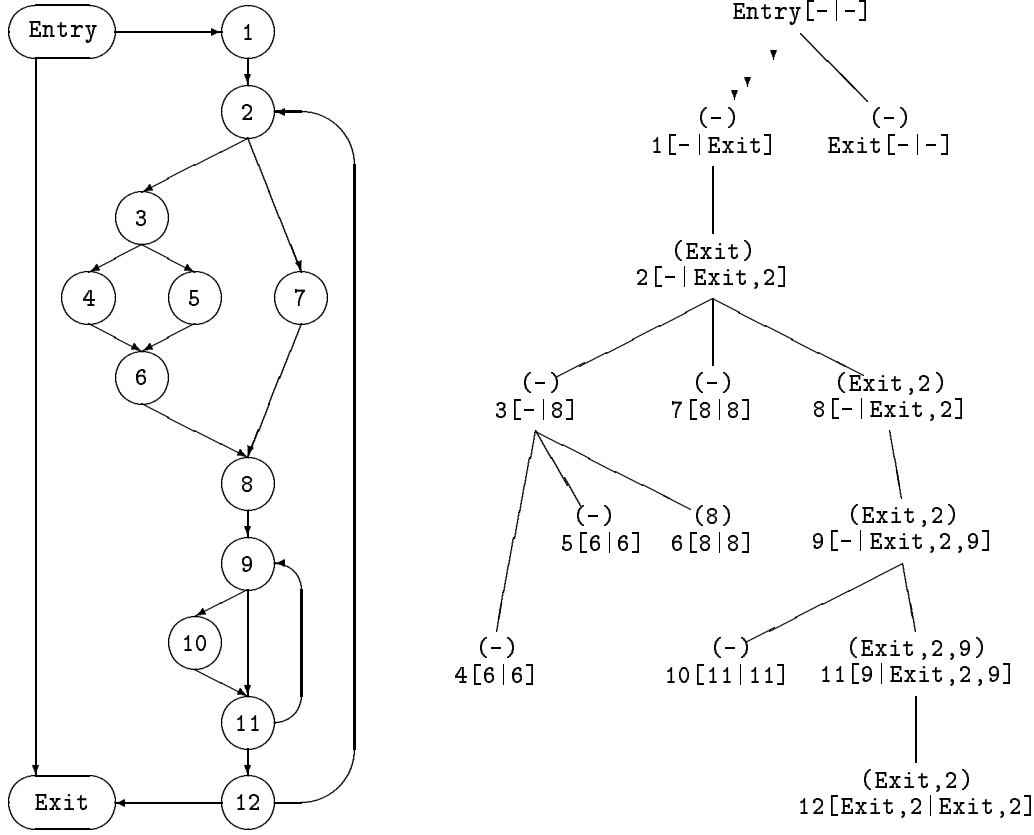 Entry
1
2
3
4
5
7
6
8
9
10
11
12
Exit
Entry[-|-]
(-)
1[-|Exit]
(-)
Exit[-|-]
(Exit)
2[-|Exit,2]
(-)
3[-|8]
(-)
7[8|8]
(Exit,2)
8[-|Exit,2]
(-)
5[6|6]
(8)
6[8|8]
(Exit,2)
9[-|Exit,2,9]
(-)
4[6|6]
(-)
10[11|11]
(Exit,2,9)
11[9|Exit,2,9]
(Exit,2)
12[Exit,2|Exit,2]